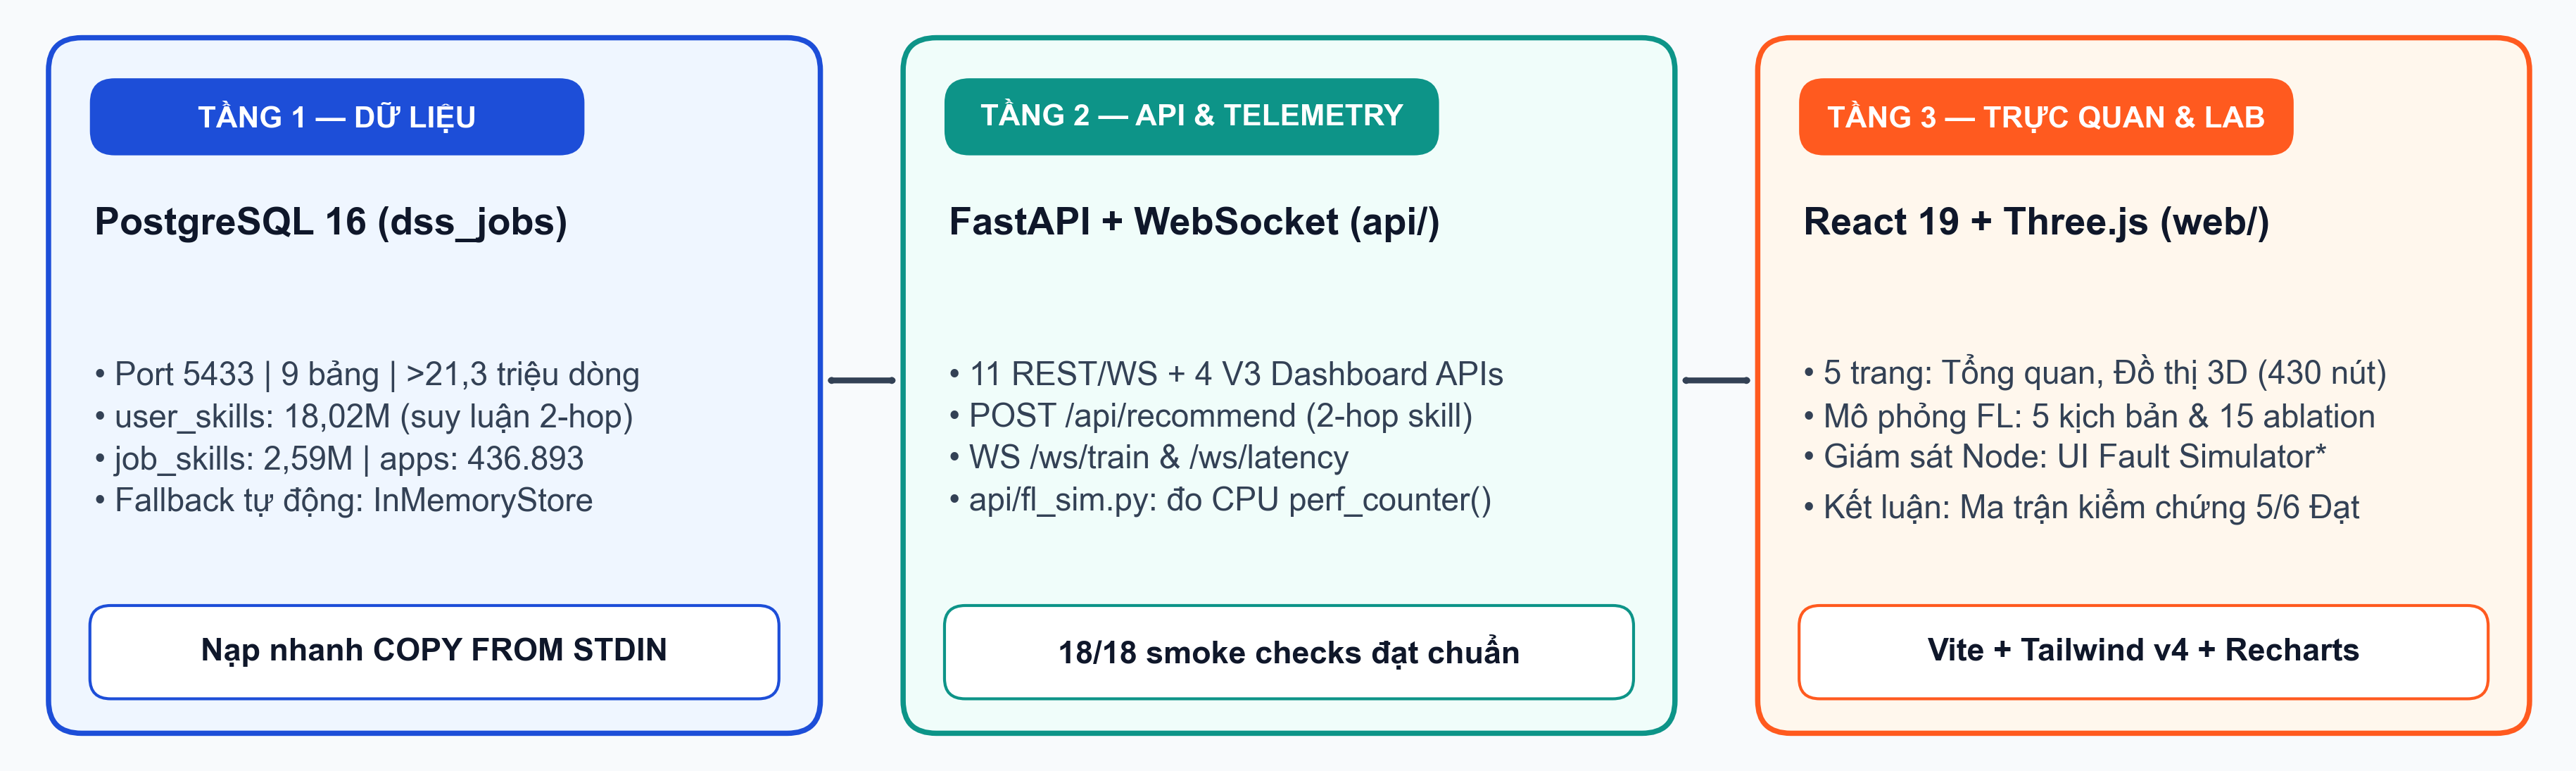 TẦNG 1 — DỮ LIỆU
PostgreSQL 16 (dss_jobs)
• Port 5433 | 9 bảng | >21,3 triệu dòng
• user_skills: 18,02M (suy luận 2-hop)
• job_skills: 2,59M | apps: 436.893
• Fallback tự động: InMemoryStore
Nạp nhanh COPY FROM STDIN
TẦNG 2 — API & TELEMETRY
FastAPI + WebSocket (api/)
• 11 REST/WS + 4 V3 Dashboard APIs
• POST /api/recommend (2-hop skill)
• WS /ws/train & /ws/latency
• api/fl_sim.py: đo CPU perf_counter()
18/18 smoke checks đạt chuẩn
TẦNG 3 — TRỰC QUAN & LAB
React 19 + Three.js (web/)
• 5 trang: Tổng quan, Đồ thị 3D (430 nút)
• Mô phỏng FL: 5 kịch bản & 15 ablation
• Giám sát Node: UI Fault Simulator*
• Kết luận: Ma trận kiểm chứng 5/6 Đạt
Vite + Tailwind v4 + Recharts